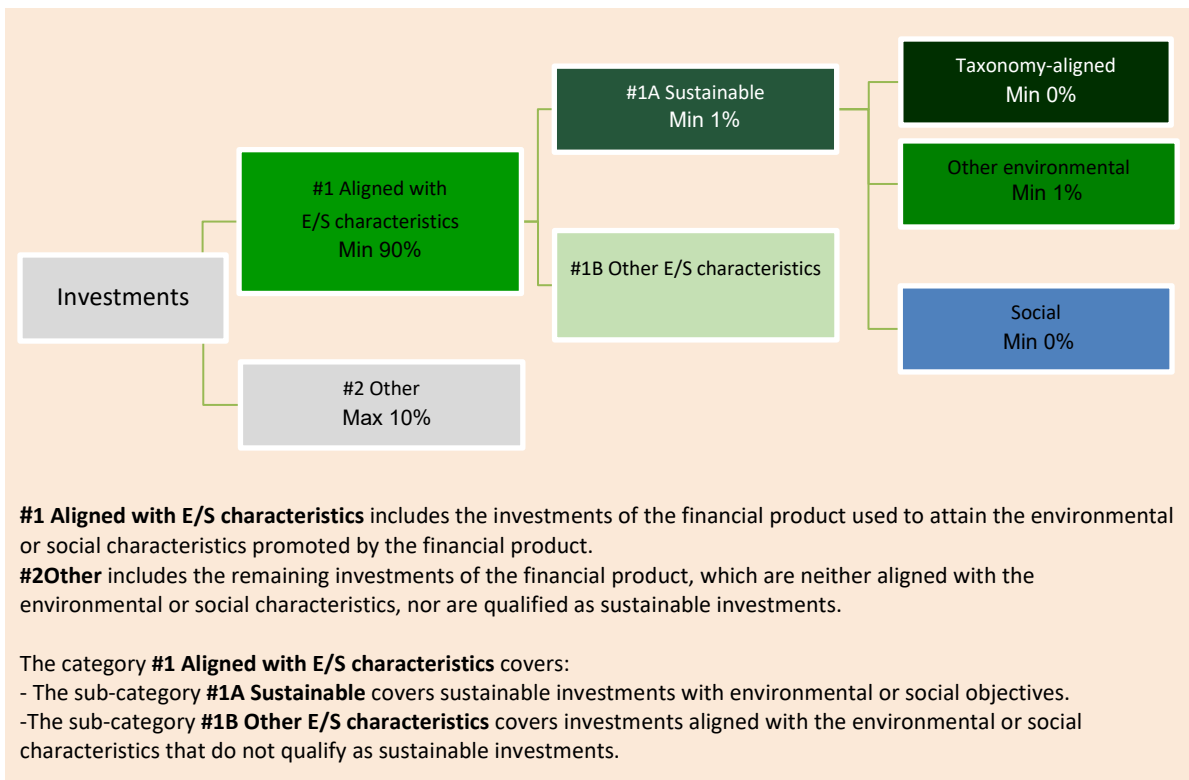 Investments
#1 Aligned with
E/S characteristics
Min 90%
#2 Other
Max 10%
#1A Sustainable
Min 1%
#1B Other E/S characteristics
Taxonomy-aligned
Min 0%
Other environmental
Min 1%
Social
Min 0%
#1 Aligned with E/S characteristics includes the investments of the financial product used to attain the environmental
or social characteristics promoted by the financial product.
#2Other includes the remaining investments of the financial product, which are neither aligned with the
environmental or social characteristics, nor are qualified as sustainable investments.
The category #1 Aligned with E/S characteristics covers:
- The sub-category #1A Sustainable covers sustainable investments with environmental or social objectives.
-The sub-category #1B Other E/S characteristics covers investments aligned with the environmental or social
characteristics that do not qualify as sustainable investments.